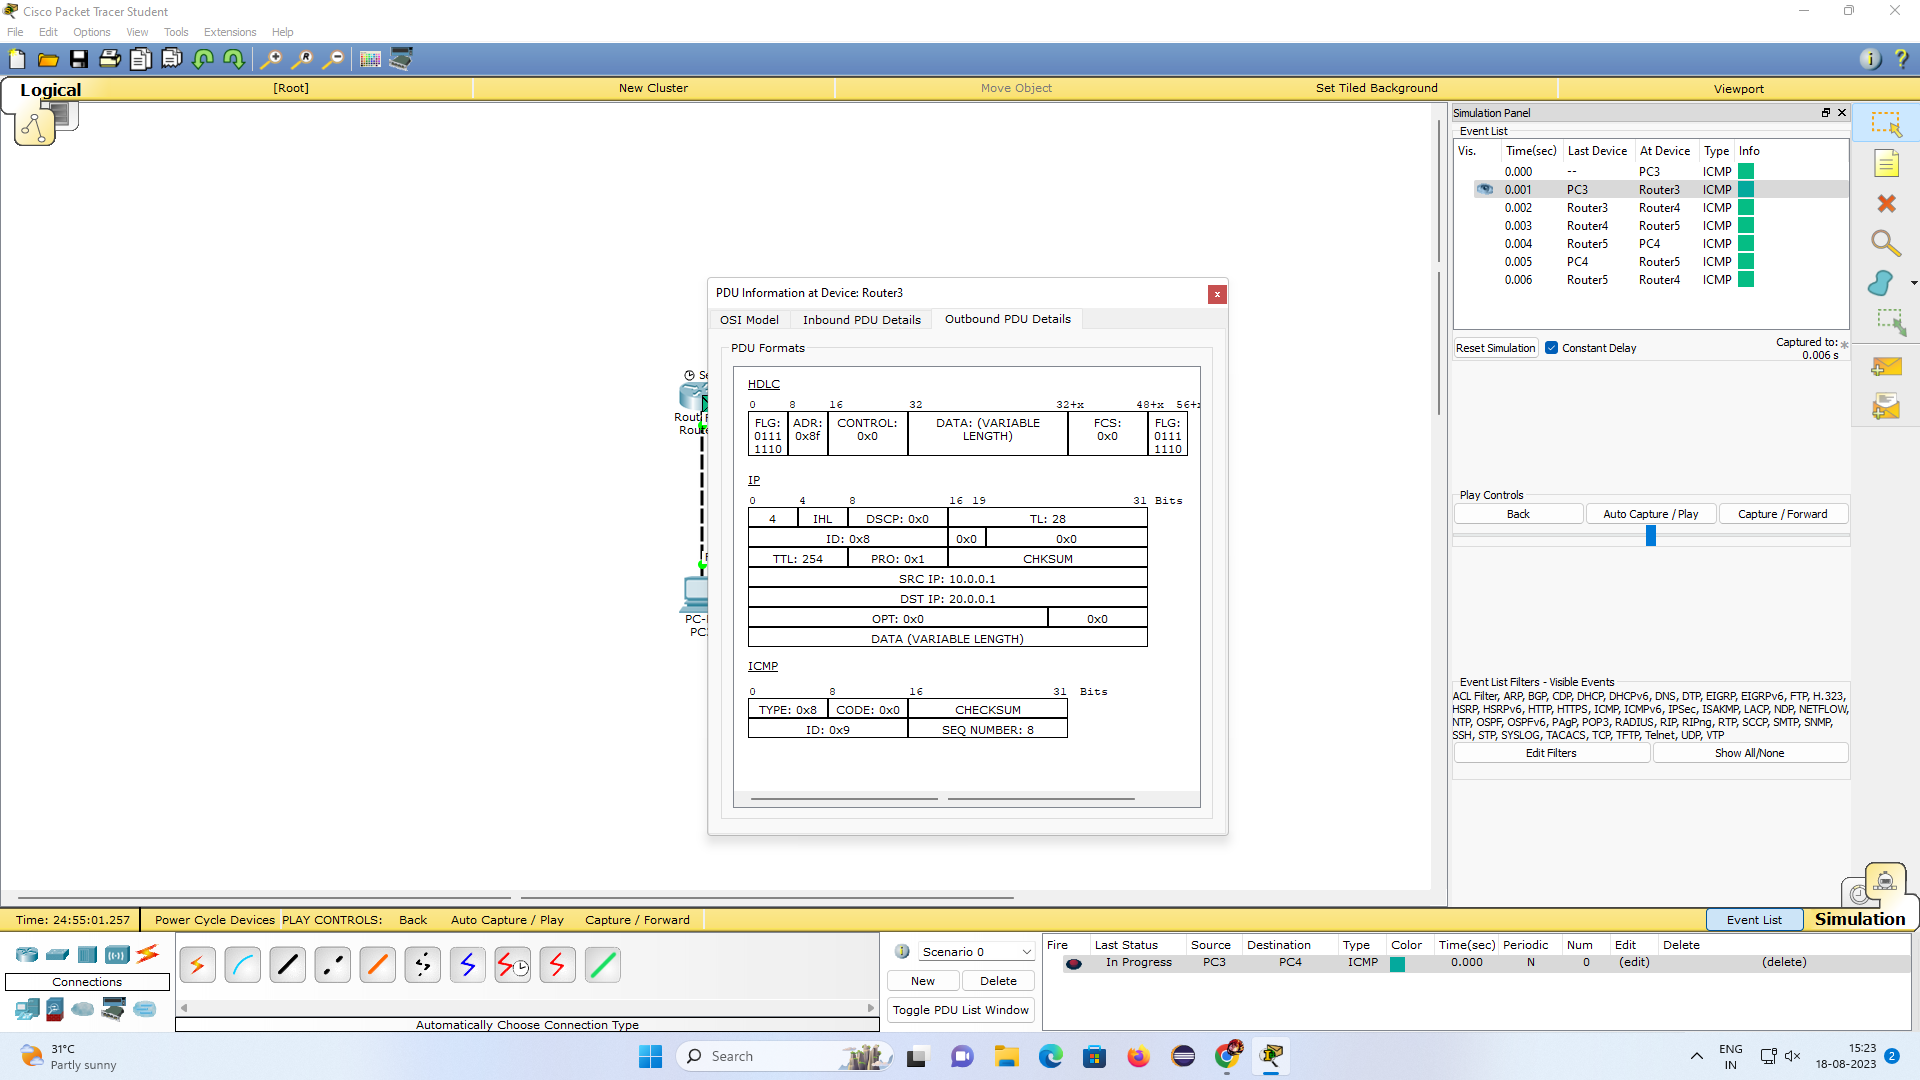 Cisco Packet Tracer Student
File Edit Options View Tools Extensions Help
Logical [Root] New Cluster Move Object Set Tiled Background Viewport
Simulation Panel
Event List
Vis. Time(sec) Last Device At Device Type Info
0.000 -- PC3 ICMP
0.001 PC3 Router3 ICMP
0.002 Router3 Router4 ICMP
0.003 Router4 Router5 ICMP
0.004 Router5 PC4 ICMP
0.005 PC4 Router5 ICMP
0.006 Router5 Router4 ICMP
Reset Simulation Constant Delay Captured to: *
0.006 s
Play Controls
Back Auto Capture / Play Capture / Forward
Event List Filters - Visible Events
ACL Filter, ARP, BGP, CDP, DHCP, DHCPv6, DNS, DTP, EIGRP, EIGRPv6, FTP, H.323,
HSRP, HSRPv6, HTTP, HTTPS, ICMP, ICMPv6, IPSec, ISAKMP, LACP, NDP, NETFLOW,
NTP, OSPF, OSPFv6, PAgP, POP3, RADIUS, RIP, RIPng, RTP, SCCP, SMTP, SNMP,
SSH, STP, SYSLOG, TACACS, TCP, TFTP, Telnet, UDP, VTP
Edit Filters Show All/None
PDU Information at Device: Router3
OSI Model Inbound PDU Details Outbound PDU Details
PDU Formats
HDLC
0 8 16 32 32+x 48+x 56+x
FLG: 0111 1110 ADR: 0x8f CONTROL: 0x0 DATA: (VARIABLE LENGTH) FCS: 0x0 FLG: 0111 1110
IP
0 4 8 16 19 31 Bits
4 IHL DSCP: 0x0 TL: 28
ID: 0x8 0x0 0x0
TTL: 254 PRO: 0x1 CHKSUM
SRC IP: 10.0.0.1
DST IP: 20.0.0.1
OPT: 0x0 0x0
DATA (VARIABLE LENGTH)
ICMP
0 8 16 31 Bits
TYPE: 0x8 CODE: 0x0 CHECKSUM
ID: 0x9 SEQ NUMBER: 8
Time: 24:55:01.257 Power Cycle Devices PLAY CONTROLS: Back Auto Capture / Play Capture / Forward Event List Simulation
Connections
Automatically Choose Connection Type
Scenario 0
New Delete
Toggle PDU List Window
Fire Last Status Source Destination Type Color Time(sec) Periodic Num Edit Delete
In Progress PC3 PC4 ICMP 0.000 N 0 (edit) (delete)
31°C
Partly sunny
Search
ENG
IN
15:23
18-08-2023
2